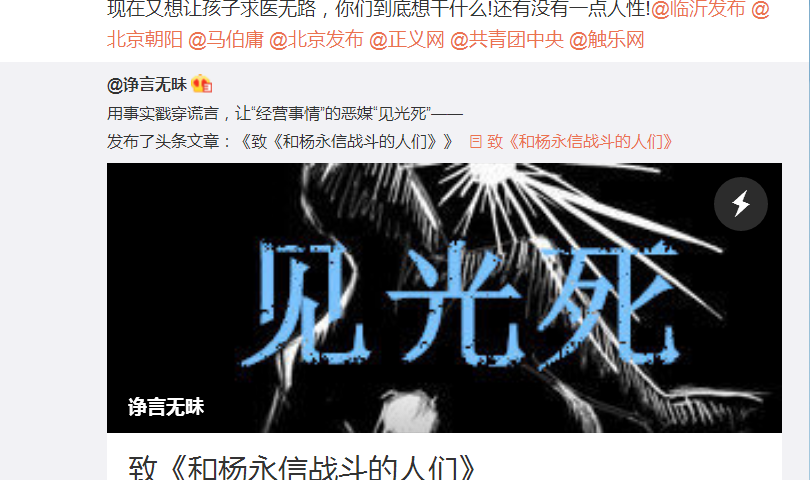 现在又想让孩子求医无路，你们到底想干什么!还有没有一点人性!@临沂发布 @
北京朝阳 @马伯庸 @北京发布 @正义网 @共青团中央 @触乐网
@诤言无昧
用事实戳穿谎言，让“经营事情”的恶媒“见光死”——
发布了头条文章：《致《和杨永信战斗的人们》》 致《和杨永信战斗的人们》
见光死
诤言无昧
致《和杨永信战斗的人们》